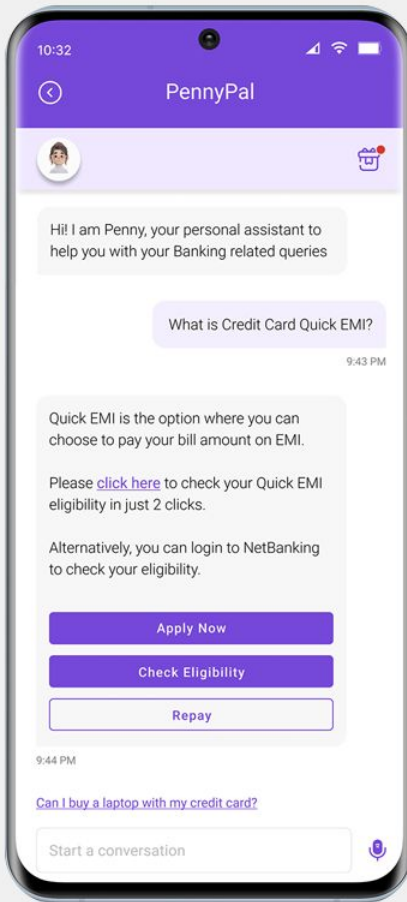 10:32
PennyPal
Hi! I am Penny, your personal assistant to
help you with your Banking related queries
What is Credit Card Quick EMI?
9:43 PM
Quick EMI is the option where you can
choose to pay your bill amount on EMI.
Please click here to check your Quick EMI
eligibility in just 2 clicks.
Alternatively, you can login to NetBanking
to check your eligibility.
Apply Now
Check Eligibility
Repay
9:44 PM
Can I buy a laptop with my credit card?
Start a conversation